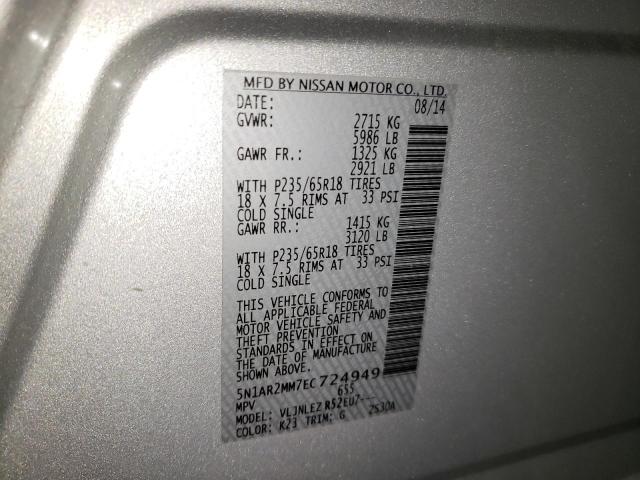 MFD BY NISSAN MOTOR CO., LTD.
DATE: 08/14
GVWR: 2715 KG
5986 LB
GAWR FR.: 1325 KG
2921 LB
WITH P235/65R18 TIRES
18 X 7.5 RIMS AT 33 PSI
COLD SINGLE
GAWR RR.: 1415 KG
3120 LB
WITH P235/65R18 TIRES
18 X 7.5 RIMS AT 33 PSI
COLD SINGLE
THIS VEHICLE CONFORMS TO
ALL APPLICABLE FEDERAL
MOTOR VEHICLE SAFETY AND
THEFT PREVENTION
STANDARDS IN EFFECT ON
THE DATE OF MANUFACTURE
SHOWN ABOVE.
5N1AR2MM7EC724949
MPV 655
MODEL: VLJNLEZ R52EU7---
COLOR: K23 TRIM: G 2S30A